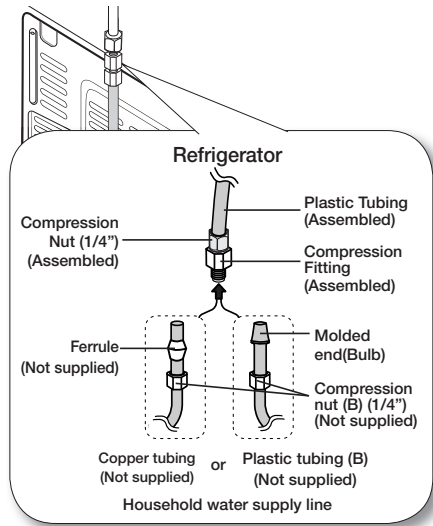 Refrigerator
Plastic Tubing
(Assembled)
Compression
Nut (1/4”)
(Assembled)
Compression
Fitting
(Assembled)
Ferrule
(Not supplied)
Molded
end(Bulb)
Compression
nut (B) (1/4”)
(Not supplied)
Copper tubing
(Not supplied)
or
Plastic tubing (B)
(Not supplied)
Household water supply line